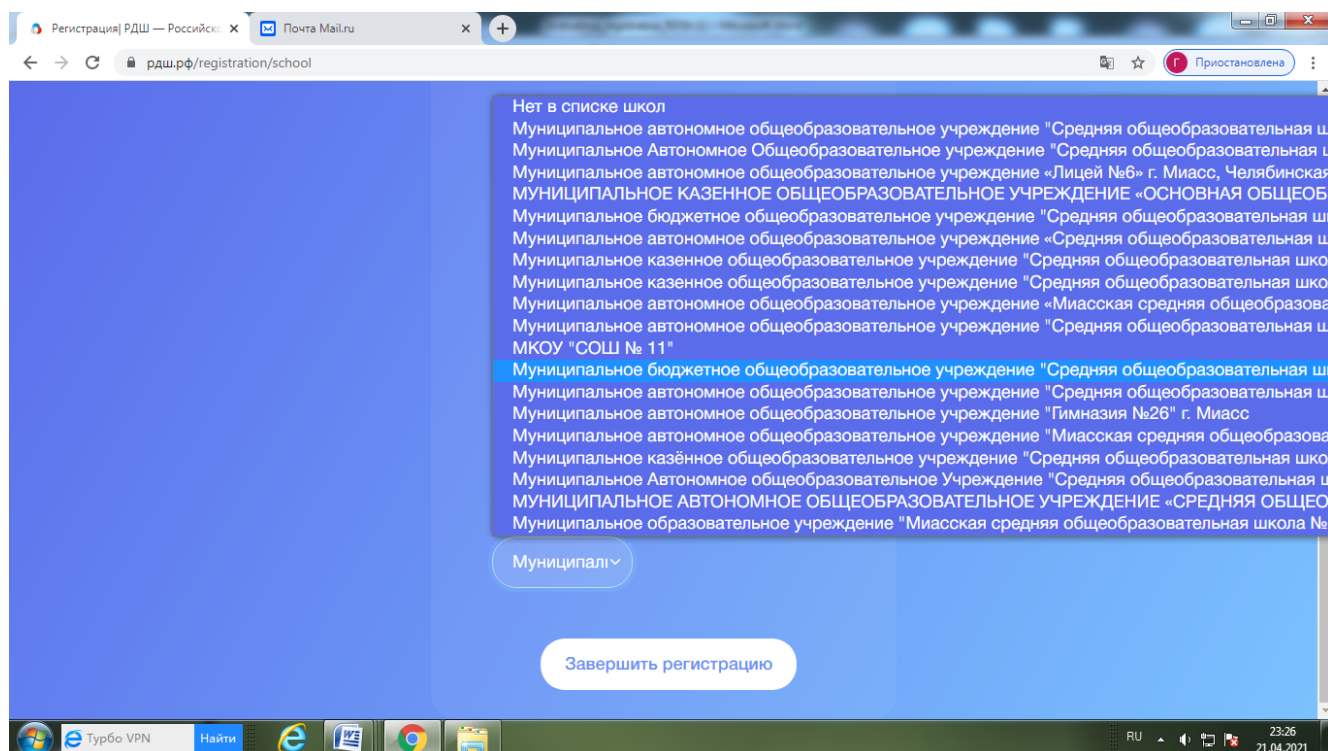 Регистрация| РДШ — Российск
Почта Mail.ru
рдш.рф/registration/school
Г Приостановлена
Нет в списке школ
Муниципальное автономное общеобразовательное учреждение "Средняя общеобразовательная ш
Муниципальное Автономное Общеобразовательное учреждение "Средняя общеобразовательная
Муниципальное автономное общеобразовательное учреждение «Лицей №6» г. Миасс, Челябинская
МУНИЦИПАЛЬНОЕ КАЗЕННОЕ ОБЩЕОБРАЗОВАТЕЛЬНОЕ УЧРЕЖДЕНИЕ «ОСНОВНАЯ ОБЩЕОБ
Муниципальное бюджетное общеобразовательное учреждение "Средняя общеобразовательная ш
Муниципальное автономное общеобразовательное учреждение «Средняя общеобразовательная ш
Муниципальное казенное общеобразовательное учреждение "Средняя общеобразовательная шко
Муниципальное казенное общеобразовательное учреждение "Средняя общеобразовательная шко
Муниципальное автономное общеобразовательное учреждение «Миасская средняя общеобразова
Муниципальное автономное общеобразовательное учреждение "Средняя общеобразовательная ш
МКОУ "СОШ № 11"
Муниципальное бюджетное общеобразовательное учреждение "Средняя общеобразовательная ш
Муниципальное автономное общеобразовательное учреждение "Средняя общеобразовательная ш
Муниципальное автономное общеобразовательное учреждение "Гимназия №26" г. Миасс
Муниципальное автономное общеобразовательное учреждение "Миасская средняя общеобразова
Муниципальное казённое общеобразовательное учреждение "Средняя общеобразовательная шко
Муниципальное Автономное общеобразовательное Учреждение "Средняя общеобразовательная
МУНИЦИПАЛЬНОЕ АВТОНОМНОЕ ОБЩЕОБРАЗОВАТЕЛЬНОЕ УЧРЕЖДЕНИЕ «СРЕДНЯЯ ОБЩЕО
Муниципальное образовательное учреждение "Миасская средняя общеобразовательная школа №
Муниципалı
Завершить регистрацию
Турбо VPN Найти
RU
23:26
21.04.2021